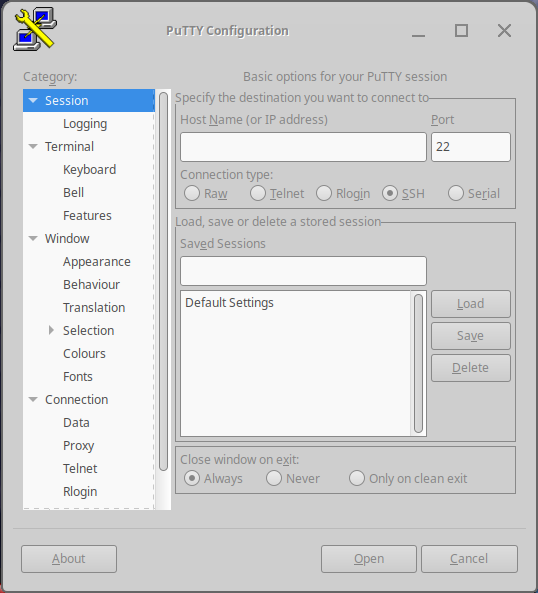 PuTTY Configuration
Category:
Session
Logging
Terminal
Keyboard
Bell
Features
Window
Appearance
Behaviour
Translation
Selection
Colours
Fonts
Connection
Data
Proxy
Telnet
Rlogin
Basic options for your PuTTY session
Specify the destination you want to connect to
Host Name (or IP address) Port
22
Connection type:
Raw Telnet Rlogin SSH Serial
Load, save or delete a stored session
Saved Sessions
Default Settings
Load
Save
Delete
Close window on exit:
Always Never Only on clean exit
About Open Cancel